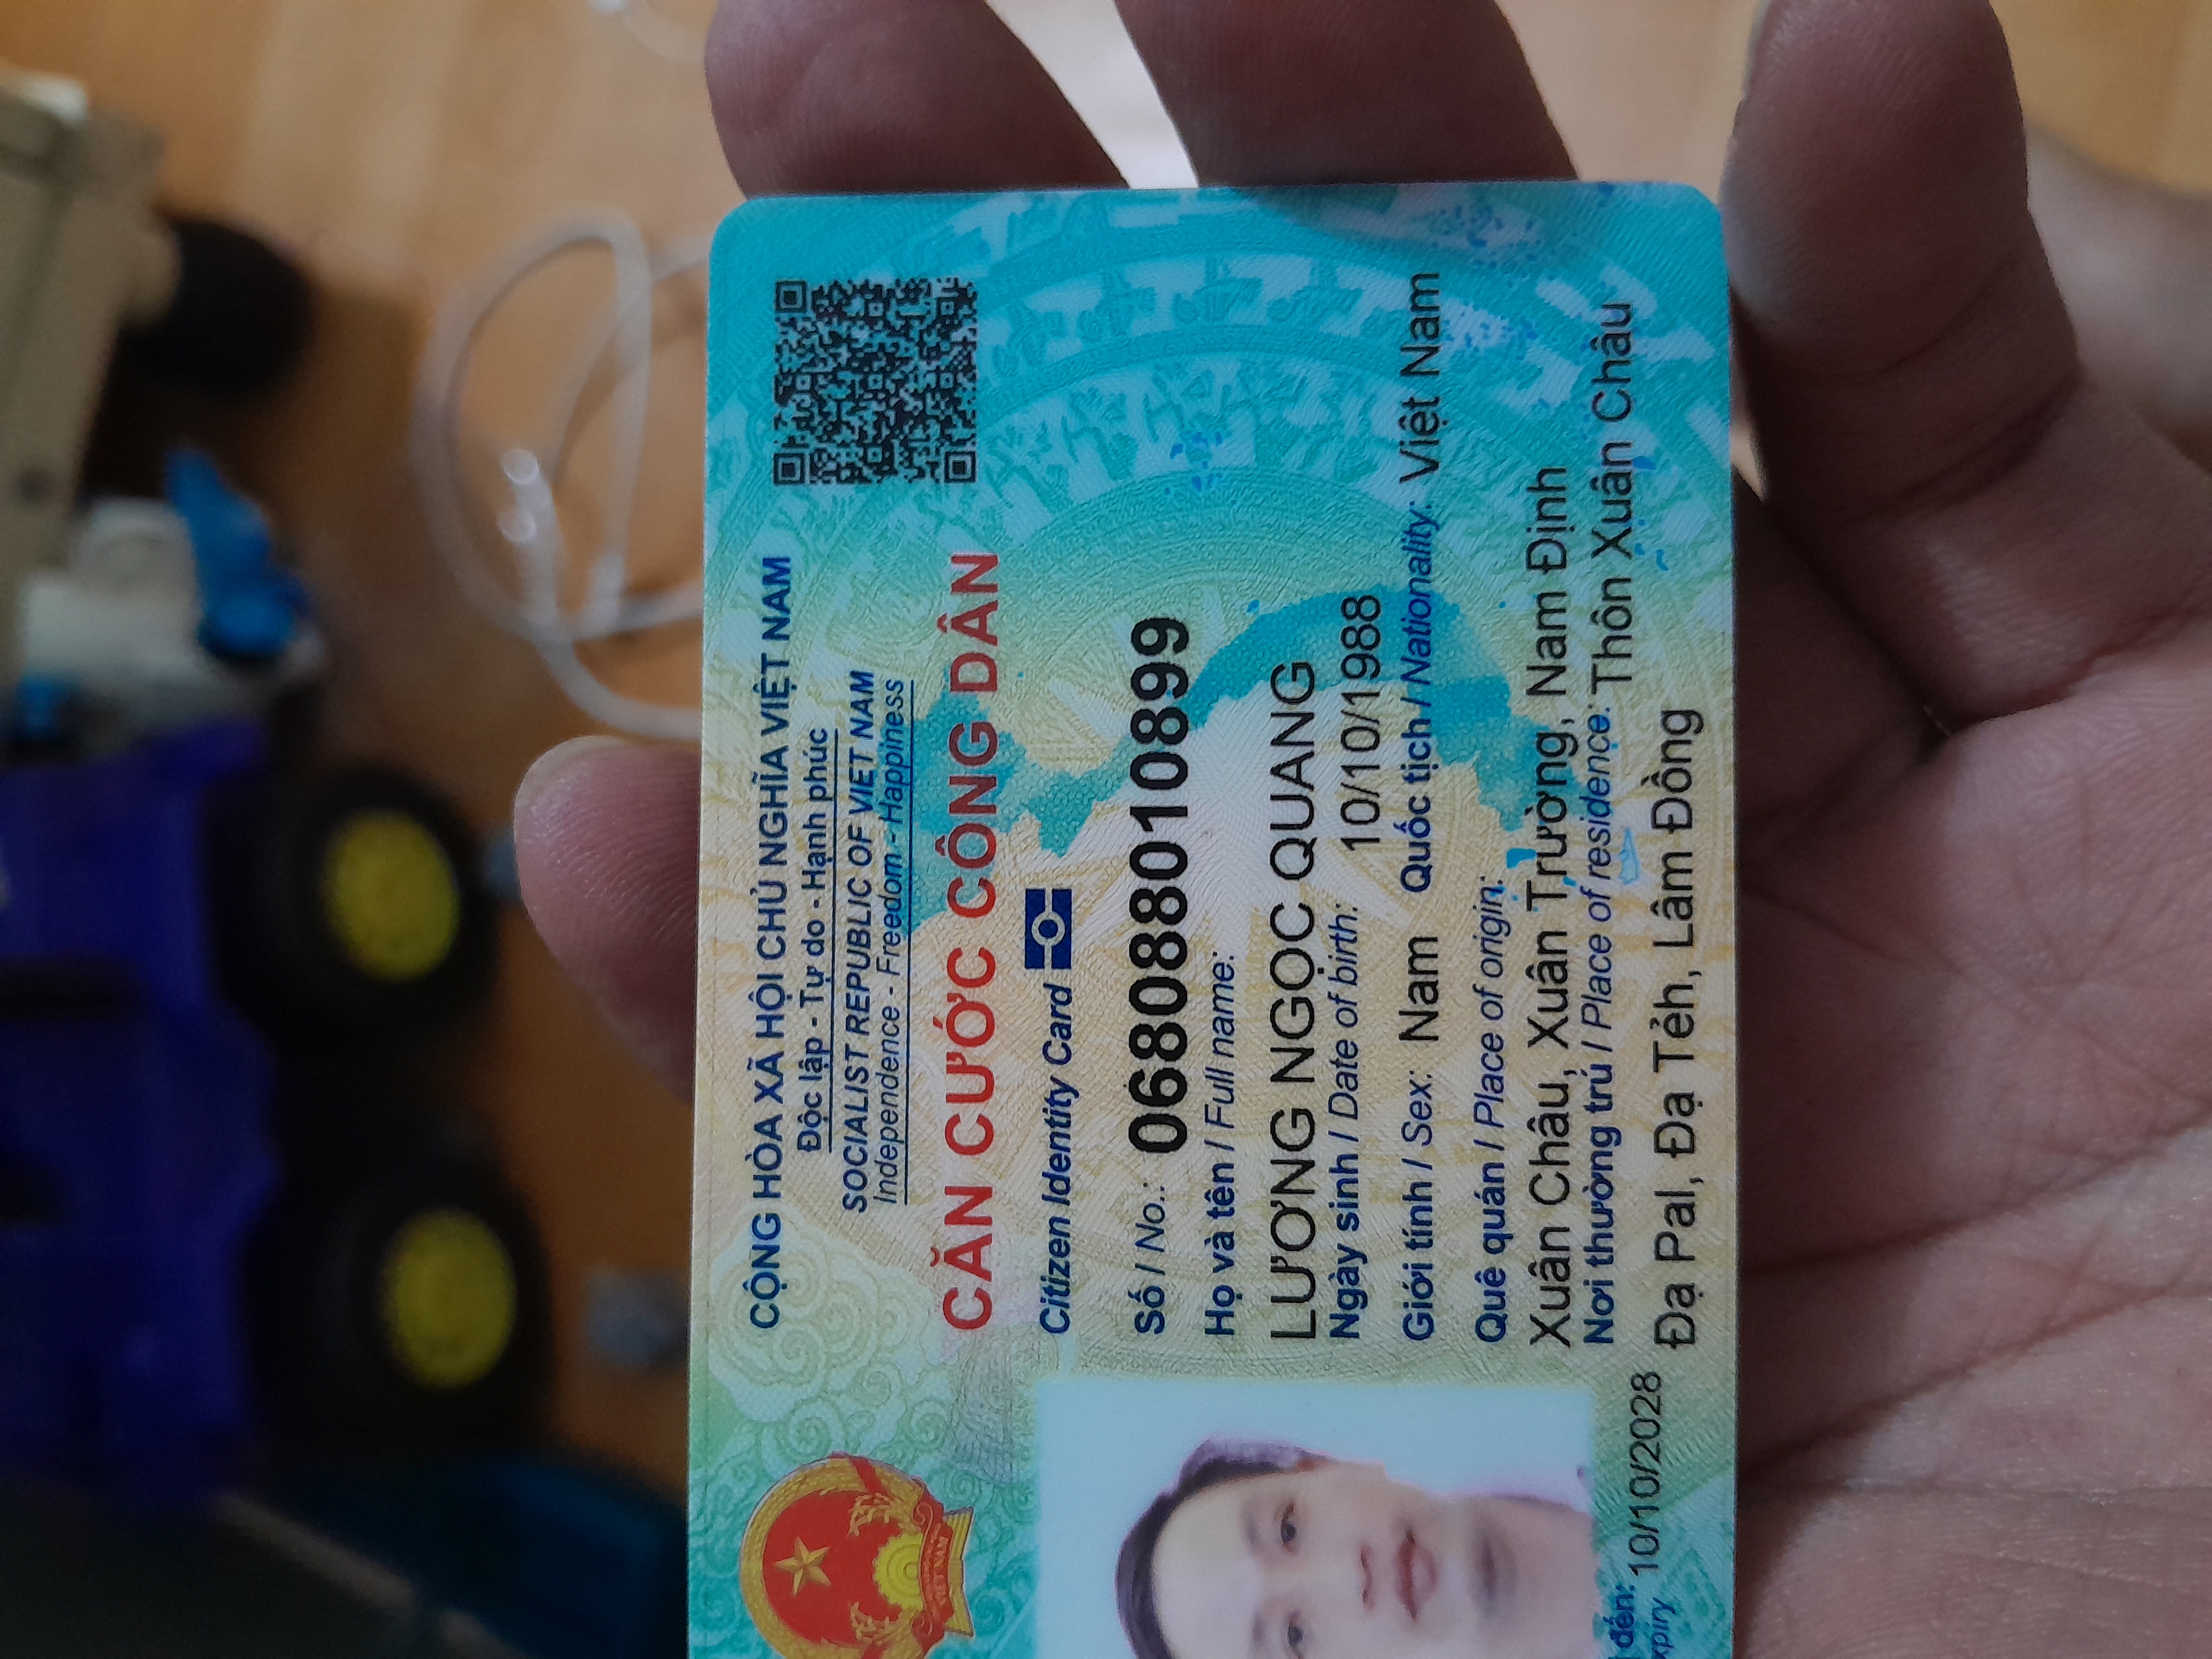 CỘNG HÒA XÃ HỘI CHỦ NGHĨA VIỆT NAM
Độc lập - Tự do - Hạnh phúc
SOCIALIST REPUBLIC OF VIET NAM
Independence - Freedom - Happiness
CĂN CƯỚC CÔNG DÂN
Citizen Identity Card
Số / No.: 068088010899
Họ và tên / Full name:
LƯƠNG NGỌC QUANG
Ngày sinh / Date of birth: 10/10/1988
Giới tính / Sex: Nam Quốc tịch / Nationality: Việt Nam
Quê quán / Place of origin:
Xuân Châu, Xuân Trường, Nam Định
Nơi thường trú / Place of residence: Thôn Xuân Châu
Đạ Pal, Đạ Tẻh, Lâm Đồng
đến: 10/10/2028
VIỆT NAM